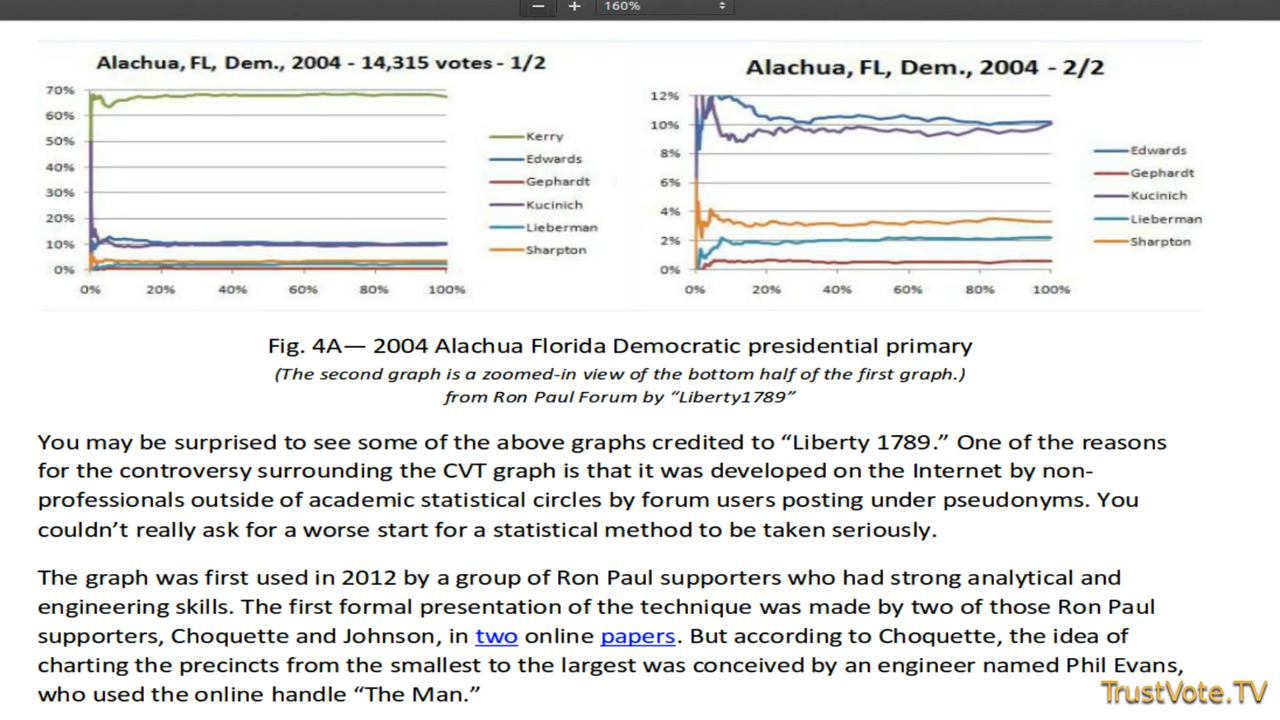 160%
Alachua, FL, Dem., 2004 - 14,315 votes - 1/2
70%
60%
50%
40%
30%
20%
10%
0%
0% 20% 40% 60% 80% 100%
Kerry
Edwards
Gephardt
Kucinich
Lieberman
Sharpton
Alachua, FL, Dem., 2004 - 2/2
12%
10%
8%
6%
4%
2%
0%
0% 20% 40% 60% 80% 100%
Edwards
Gephardt
Kucinich
Lieberman
Sharpton
Fig. 4A— 2004 Alachua Florida Democratic presidential primary
(The second graph is a zoomed-in view of the bottom half of the first graph.)
from Ron Paul Forum by “Liberty1789”
You may be surprised to see some of the above graphs credited to “Liberty 1789.” One of the reasons
for the controversy surrounding the CVT graph is that it was developed on the Internet by non-
professionals outside of academic statistical circles by forum users posting under pseudonyms. You
couldn’t really ask for a worse start for a statistical method to be taken seriously.
The graph was first used in 2012 by a group of Ron Paul supporters who had strong analytical and
engineering skills. The first formal presentation of the technique was made by two of those Ron Paul
supporters, Choquette and Johnson, in two online papers. But according to Choquette, the idea of
charting the precincts from the smallest to the largest was conceived by an engineer named Phil Evans,
who used the online handle “The Man.”
TrustVote.TV